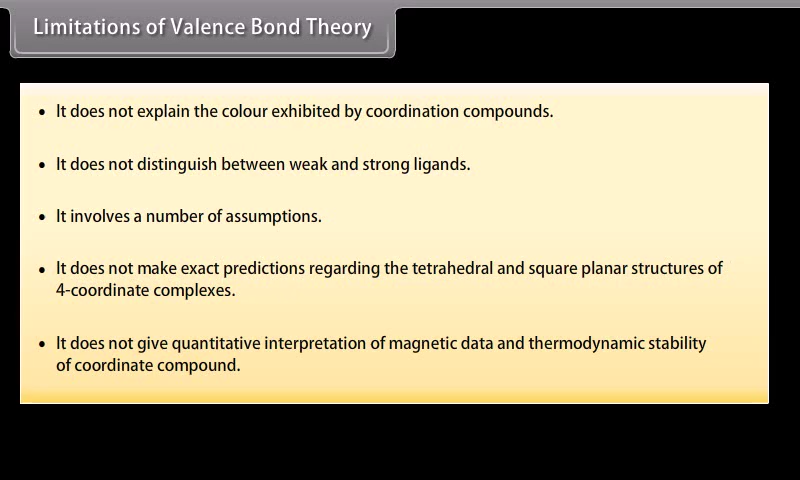 Limitations of Valence Bond Theory
• It does not explain the colour exhibited by coordination compounds.
• It does not distinguish between weak and strong ligands.
• It involves a number of assumptions.
• It does not make exact predictions regarding the tetrahedral and square planar structures of
4-coordinate complexes.
• It does not give quantitative interpretation of magnetic data and thermodynamic stability
of coordinate compound.